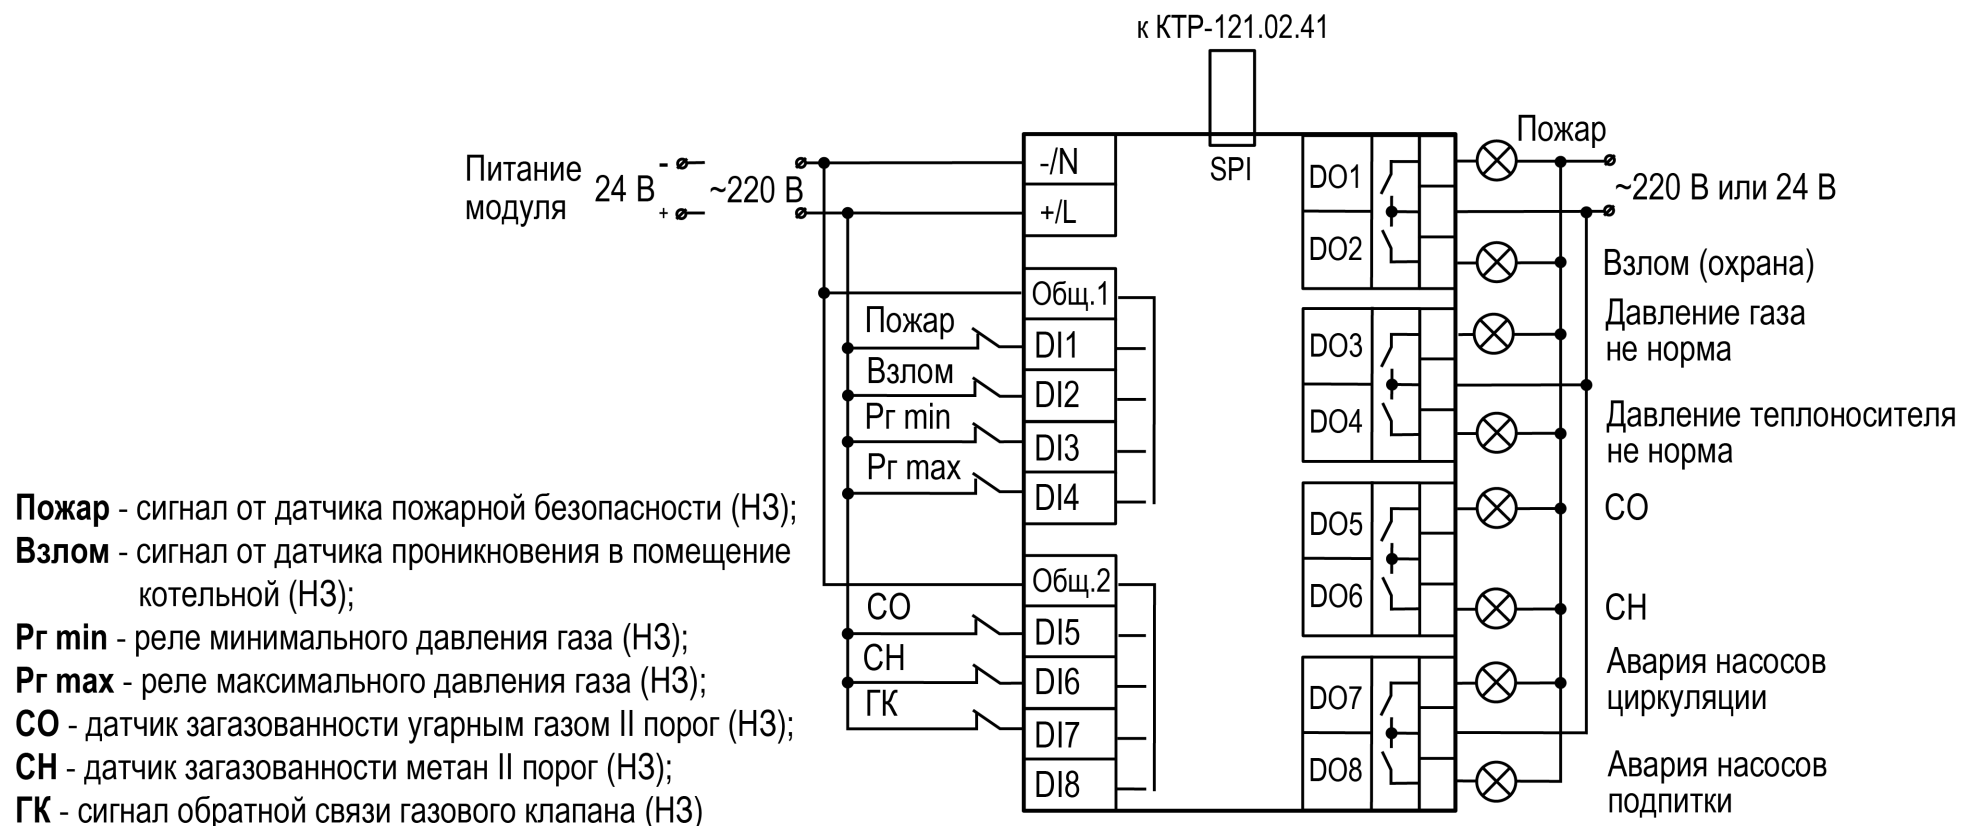 к КТР-121.02.41
SPI
Питание
модуля
24 В
-
+
~220 В
-/N
+/L
Общ.1
Пожар
DI1
Взлом
DI2
Рг min
DI3
Рг max
DI4
Общ.2
СО
DI5
СН
DI6
ГК
DI7
DI8
DO1
DO2
DO3
DO4
DO5
DO6
DO7
DO8
Пожар
~220 В или 24 В
Взлом (охрана)
Давление газа
не норма
Давление теплоносителя
не норма
СО
СН
Авария насосов
циркуляции
Авария насосов
подпитки
Пожар - сигнал от датчика пожарной безопасности (НЗ);
Взлом - сигнал от датчика проникновения в помещение
котельной (НЗ);
Рг min - реле минимального давления газа (НЗ);
Рг max - реле максимального давления газа (НЗ);
СО - датчик загазованности угарным газом II порог (НЗ);
СН - датчик загазованности метан II порог (НЗ);
ГК - сигнал обратной связи газового клапана (НЗ)